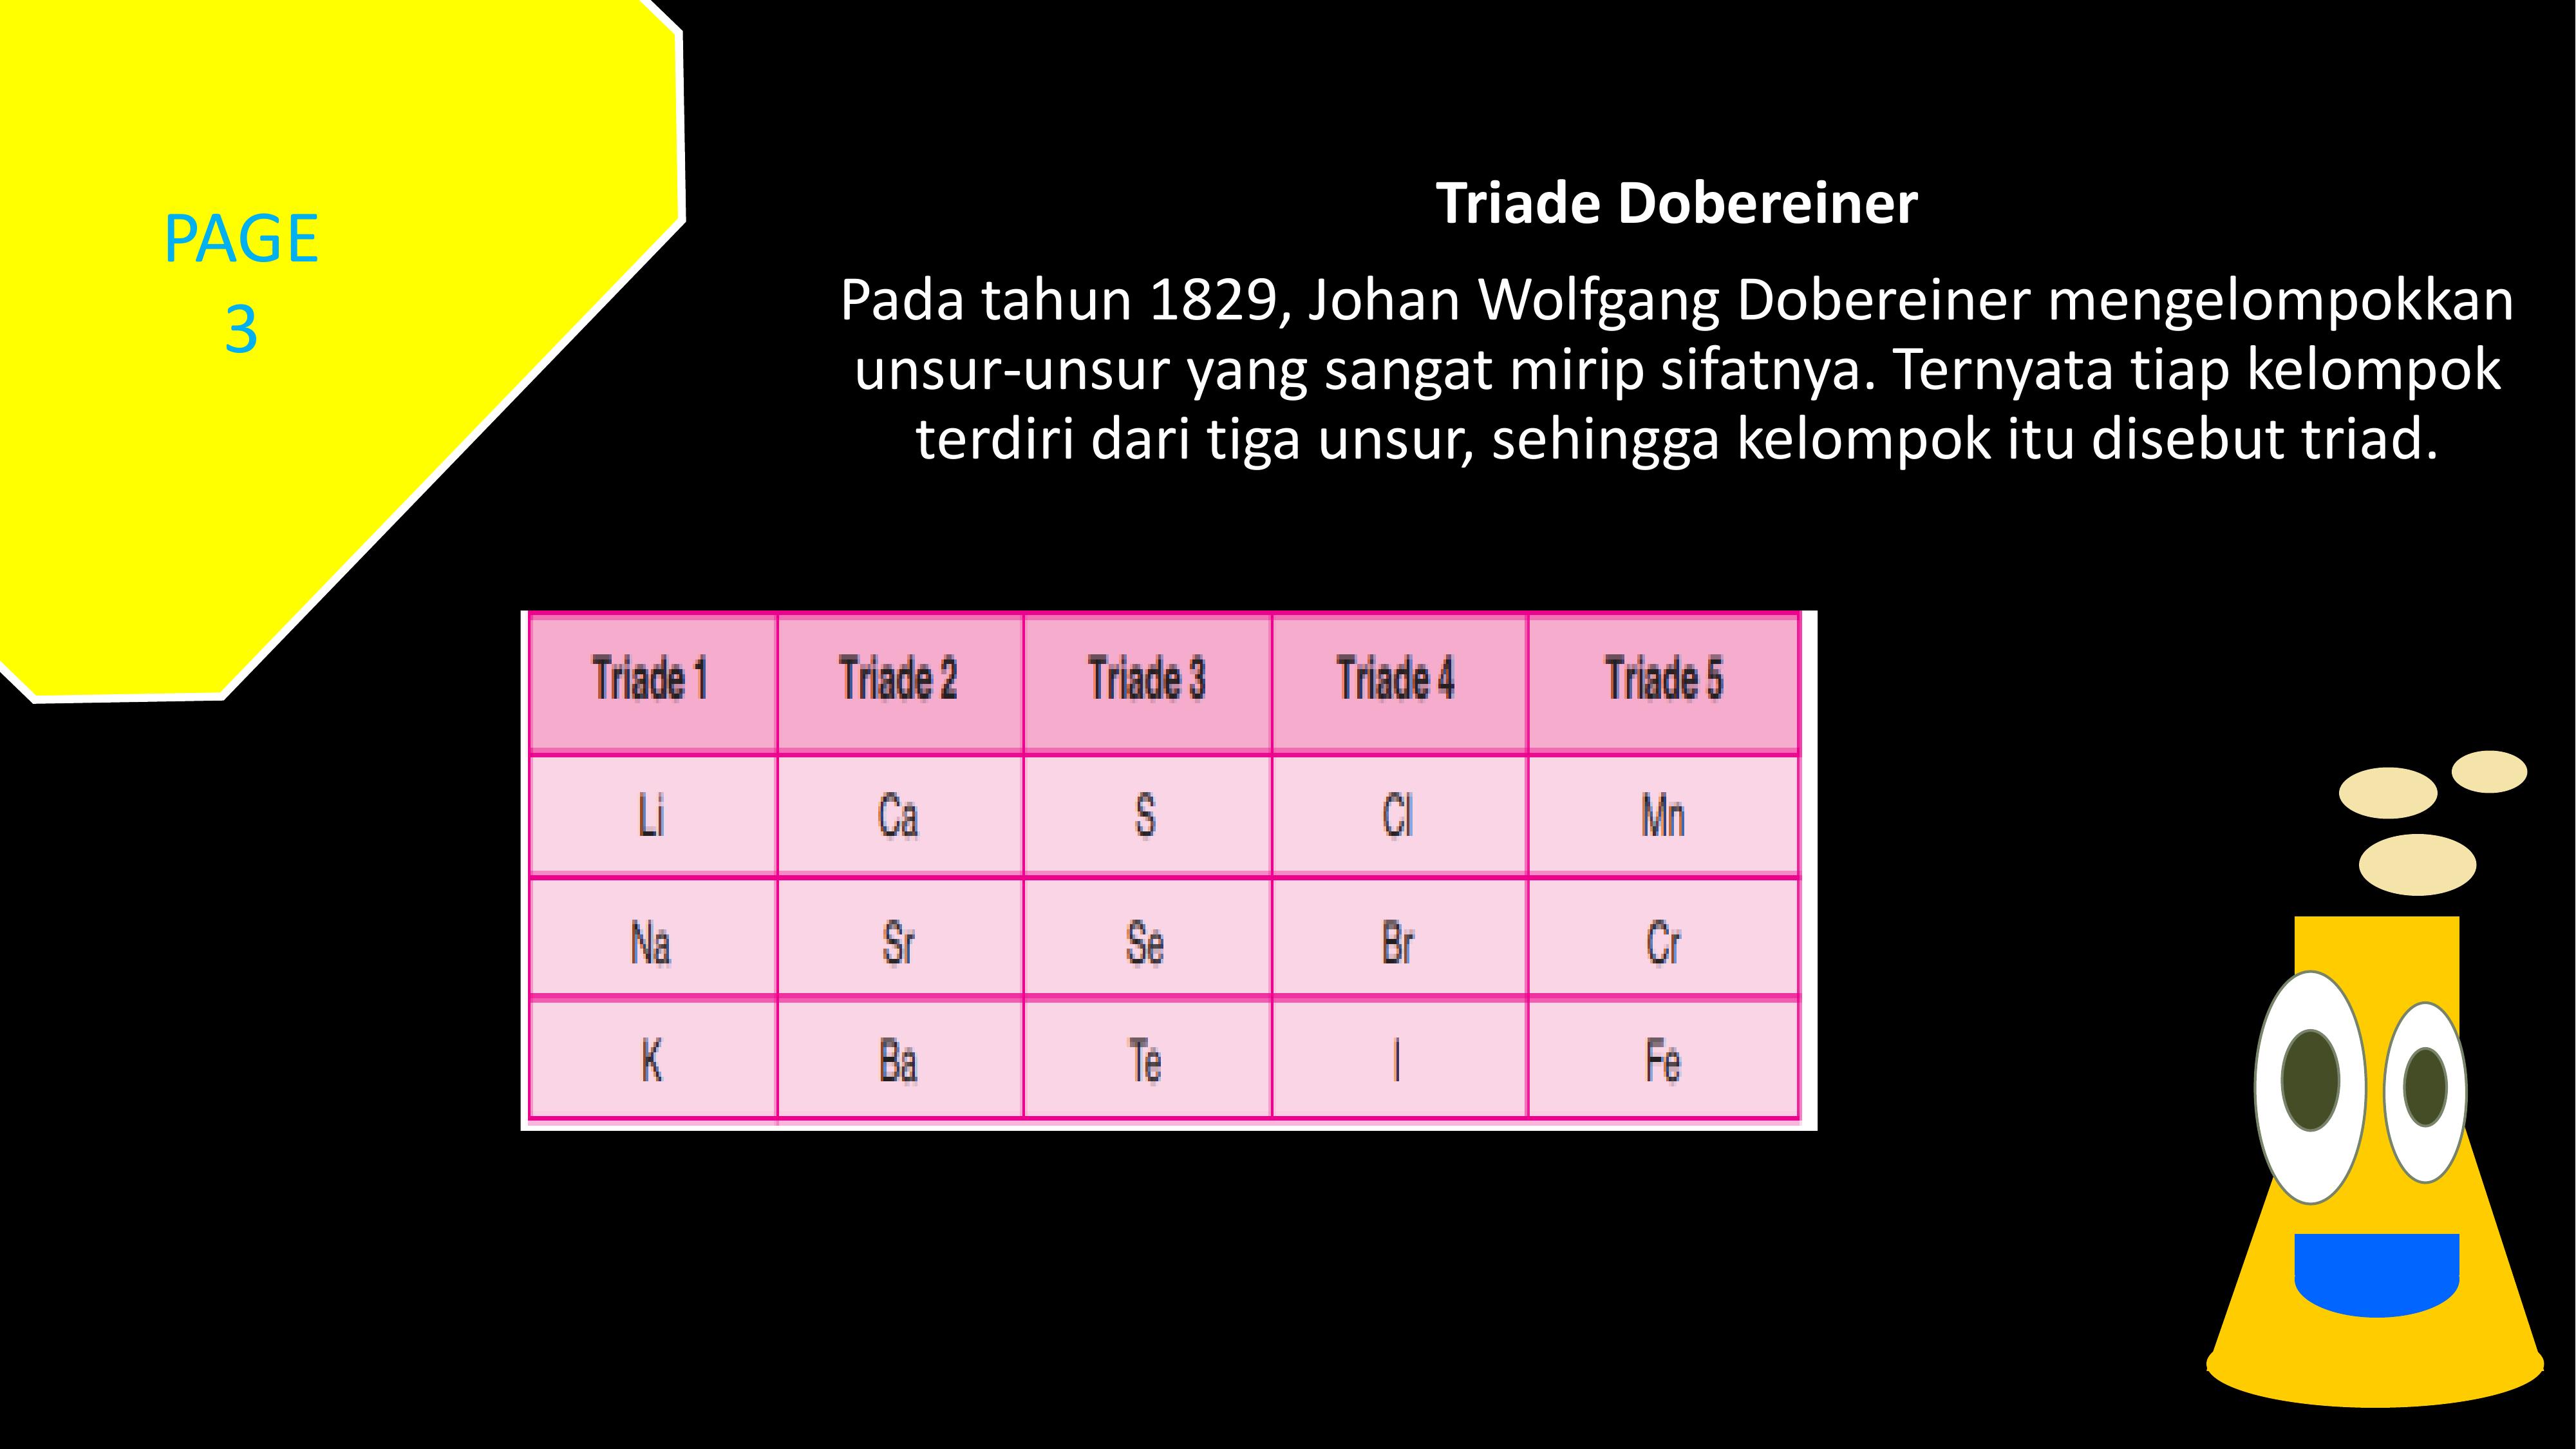 PAGE
3
Triade Dobereiner
Pada tahun 1829, Johan Wolfgang Dobereiner mengelompokkan
unsur-unsur yang sangat mirip sifatnya. Ternyata tiap kelompok
terdiri dari tiga unsur, sehingga kelompok itu disebut triad.
Triade 1 Triade 2 Triade 3 Triade 4 Triade 5
Li Ca S Cl Mn
Na Sr Se Br Cr
K Ba Te I Fe